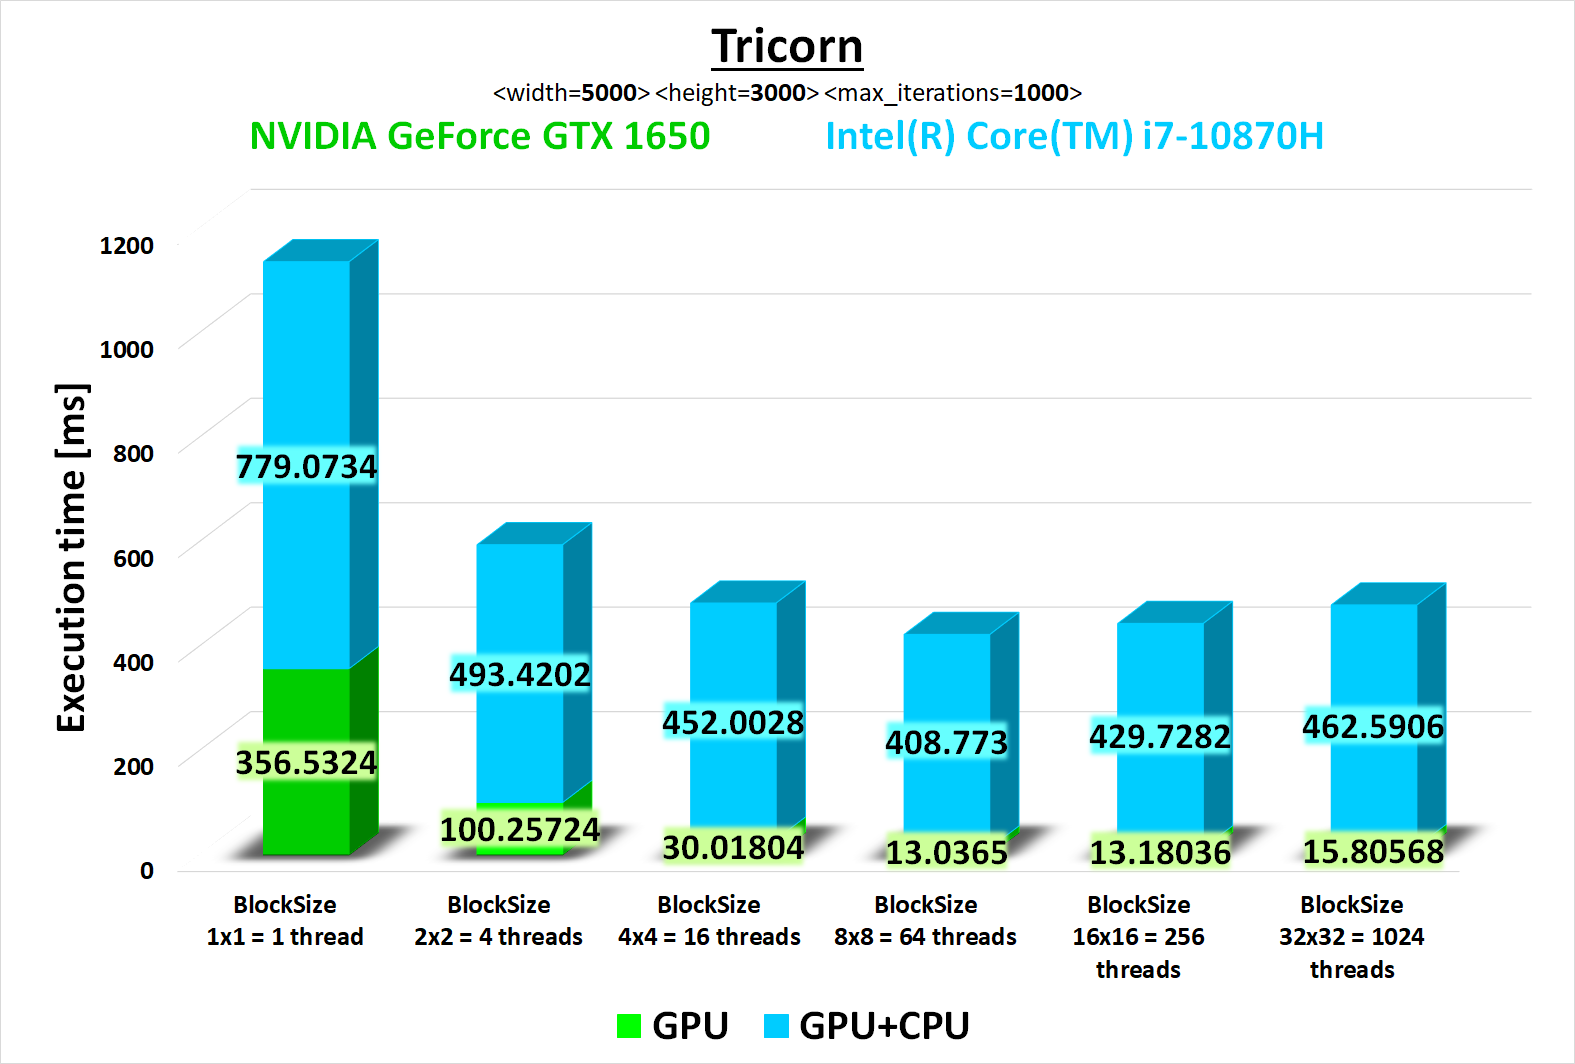 Tricorn
<width=5000> <height=3000> <max_iterations=1000>
NVIDIA GeForce GTX 1650
Intel(R) Core(TM) i7-10870H
Execution time [ms]
1200
1000
800
600
400
200
0
779.0734
493.4202
452.0028
408.773
429.7282
462.5906
356.5324
100.25724
30.01804
13.0365
13.18036
15.80568
BlockSize
1x1 = 1 thread
BlockSize
2x2 = 4 threads
BlockSize
4x4 = 16 threads
BlockSize
8x8 = 64 threads
BlockSize
16x16 = 256
threads
BlockSize
32x32 = 1024
threads
GPU
GPU+CPU